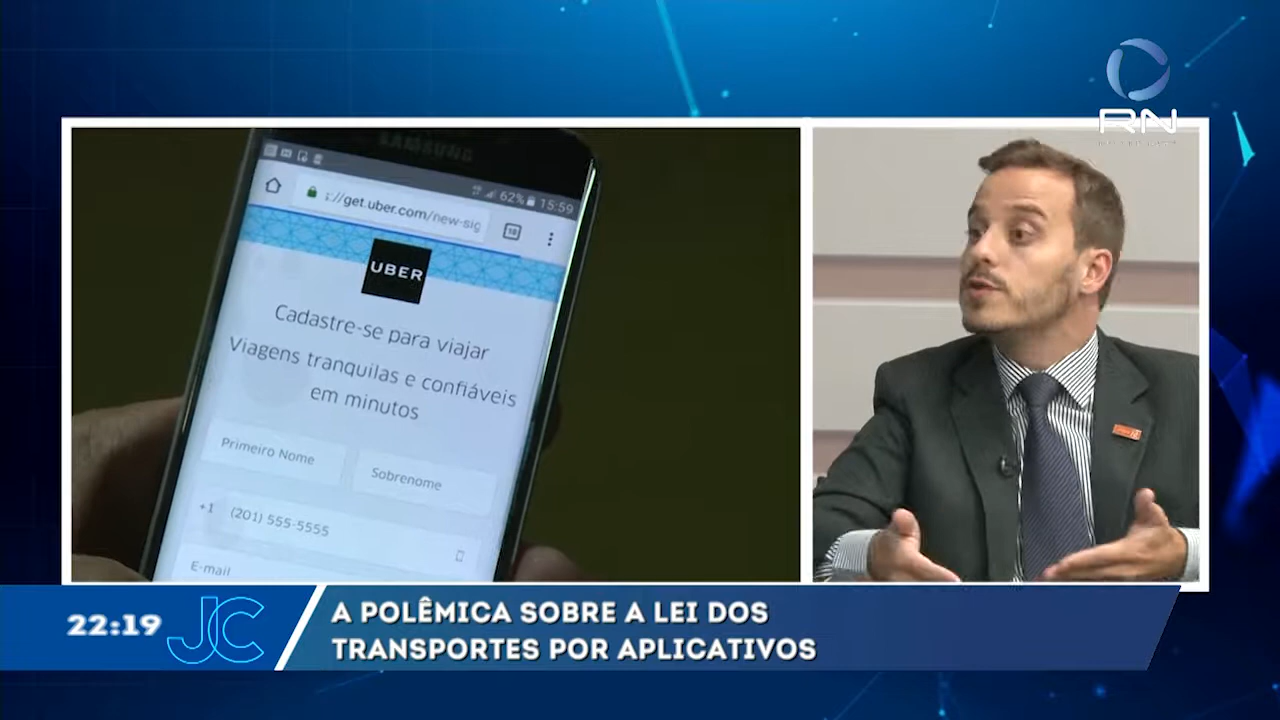 RN
SAMSUNG
62% 15:59
://get.uber.com/new-sig
18
UBER
Cadastre-se para viajar
Viagens tranquilas e confiáveis
em minutos
Primeiro Nome
Sobrenome
+1 (201) 555-5555
E-mail
22:19 JC
A POLÊMICA SOBRE A LEI DOS
TRANSPORTES POR APLICATIVOS